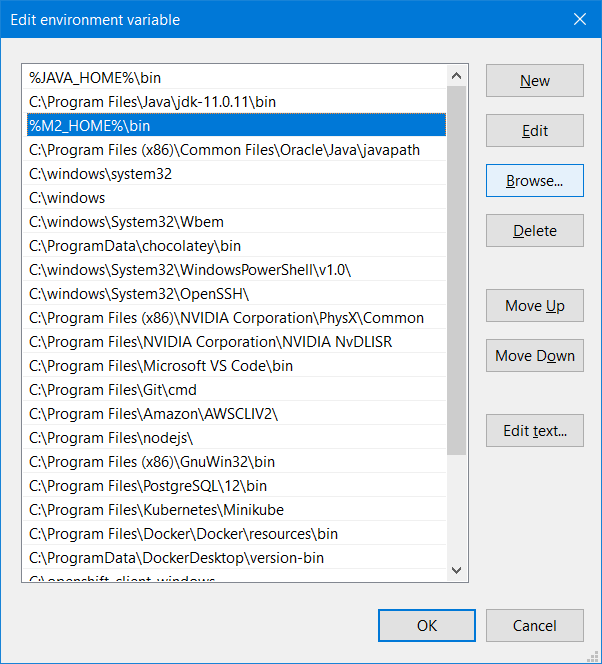 Edit environment variable
%JAVA_HOME%\bin
C:\Program Files\Java\jdk-11.0.11\bin
%M2_HOME%\bin
C:\Program Files (x86)\Common Files\Oracle\Java\javapath
C:\windows\system32
C:\windows
C:\windows\System32\Wbem
C:\ProgramData\chocolatey\bin
C:\windows\System32\WindowsPowerShell\v1.0\
C:\windows\System32\OpenSSH\
C:\Program Files (x86)\NVIDIA Corporation\PhysX\Common
C:\Program Files\NVIDIA Corporation\NVIDIA NvDLISR
C:\Program Files\Microsoft VS Code\bin
C:\Program Files\Git\cmd
C:\Program Files\Amazon\AWSCLIV2\
C:\Program Files\nodejs\
C:\Program Files (x86)\GnuWin32\bin
C:\Program Files\PostgreSQL\12\bin
C:\Program Files\Kubernetes\Minikube
C:\Program Files\Docker\Docker\resources\bin
C:\ProgramData\DockerDesktop\version-bin
C:\openshift-client-windows
New
Edit
Browse...
Delete
Move Up
Move Down
Edit text...
OK
Cancel